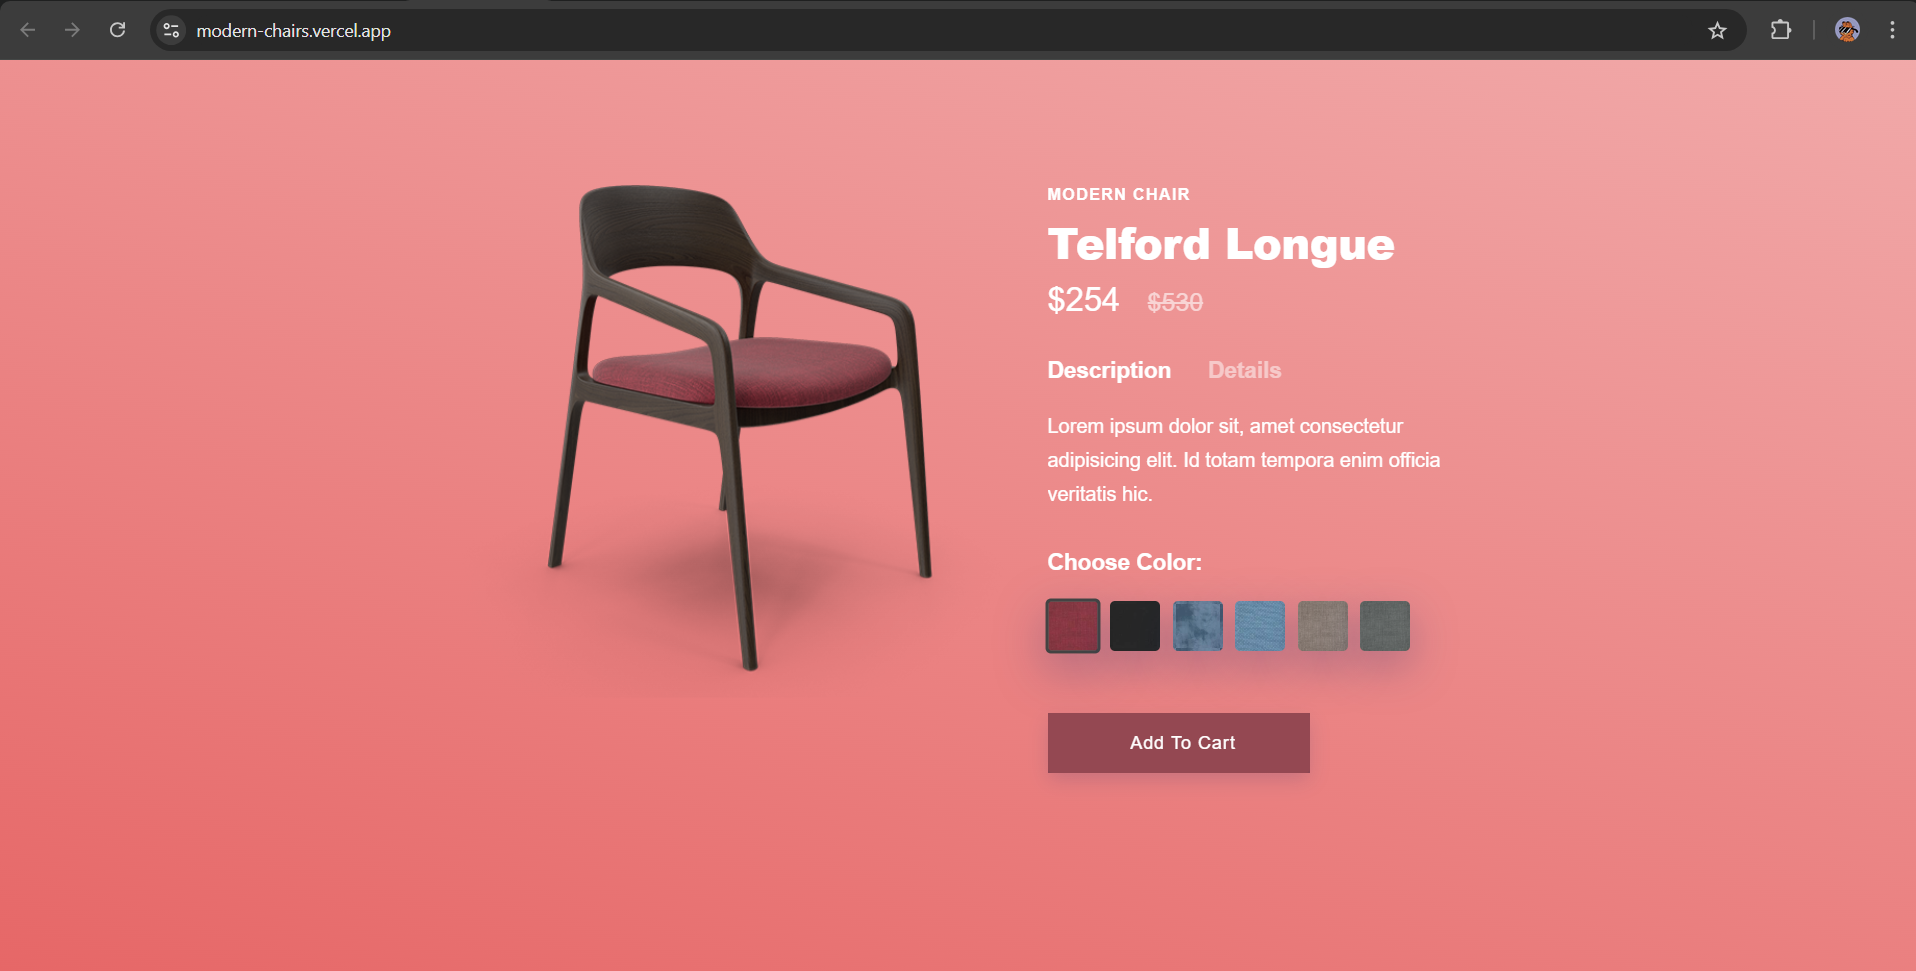 modern-chairs.vercel.app
MODERN CHAIR
Telford Longue
$254 $530
Description Details
Lorem ipsum dolor sit, amet consectetur
adipisicing elit. Id totam tempora enim officia
veritatis hic.
Choose Color:
Add To Cart